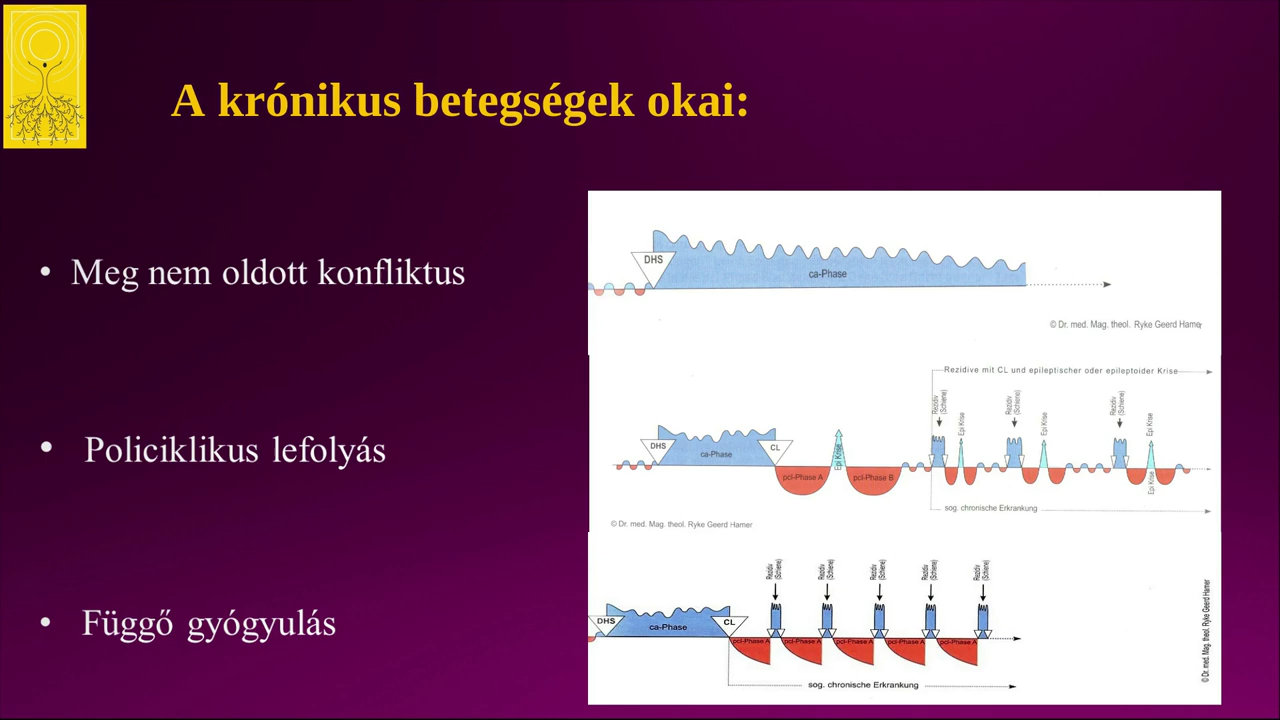 A krónikus betegségek okai:
• Meg nem oldott konfliktus
• Policiklikus lefolyás
• Függő gyógyulás
DHS
ca-Phase
© Dr. med. Mag. theol. Ryke Geerd Hamer
Rezidive mit CL und epileptischer oder epileptoider Krise
Rezidiv (Schiene)
Epi Krise
Rezidiv (Schiene)
Epi Krise
Rezidiv (Schiene)
Epi Krise
DHS
ca-Phase
CL
Epi Krise
pcl-Phase A
pcl-Phase B
Epi Krise
sog. chronische Erkrankung
© Dr. med. Mag. theol. Ryke Geerd Hamer
Rezidiv (Schiene)
Rezidiv (Schiene)
Rezidiv (Schiene)
Rezidiv (Schiene)
Rezidiv (Schiene)
DHS
ca-Phase
CL
pcl-Phase A
pcl-Phase A
pcl-Phase A
pcl-Phase A
pcl-Phase A
sog. chronische Erkrankung
© Dr. med. Mag. theol. Ryke Geerd Hamer